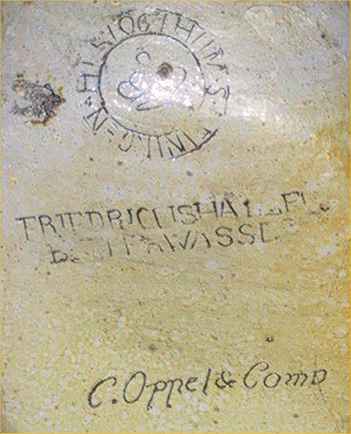 FRIEDRICHSHALLER
BITTERWASSER
C. Oppel & Comp